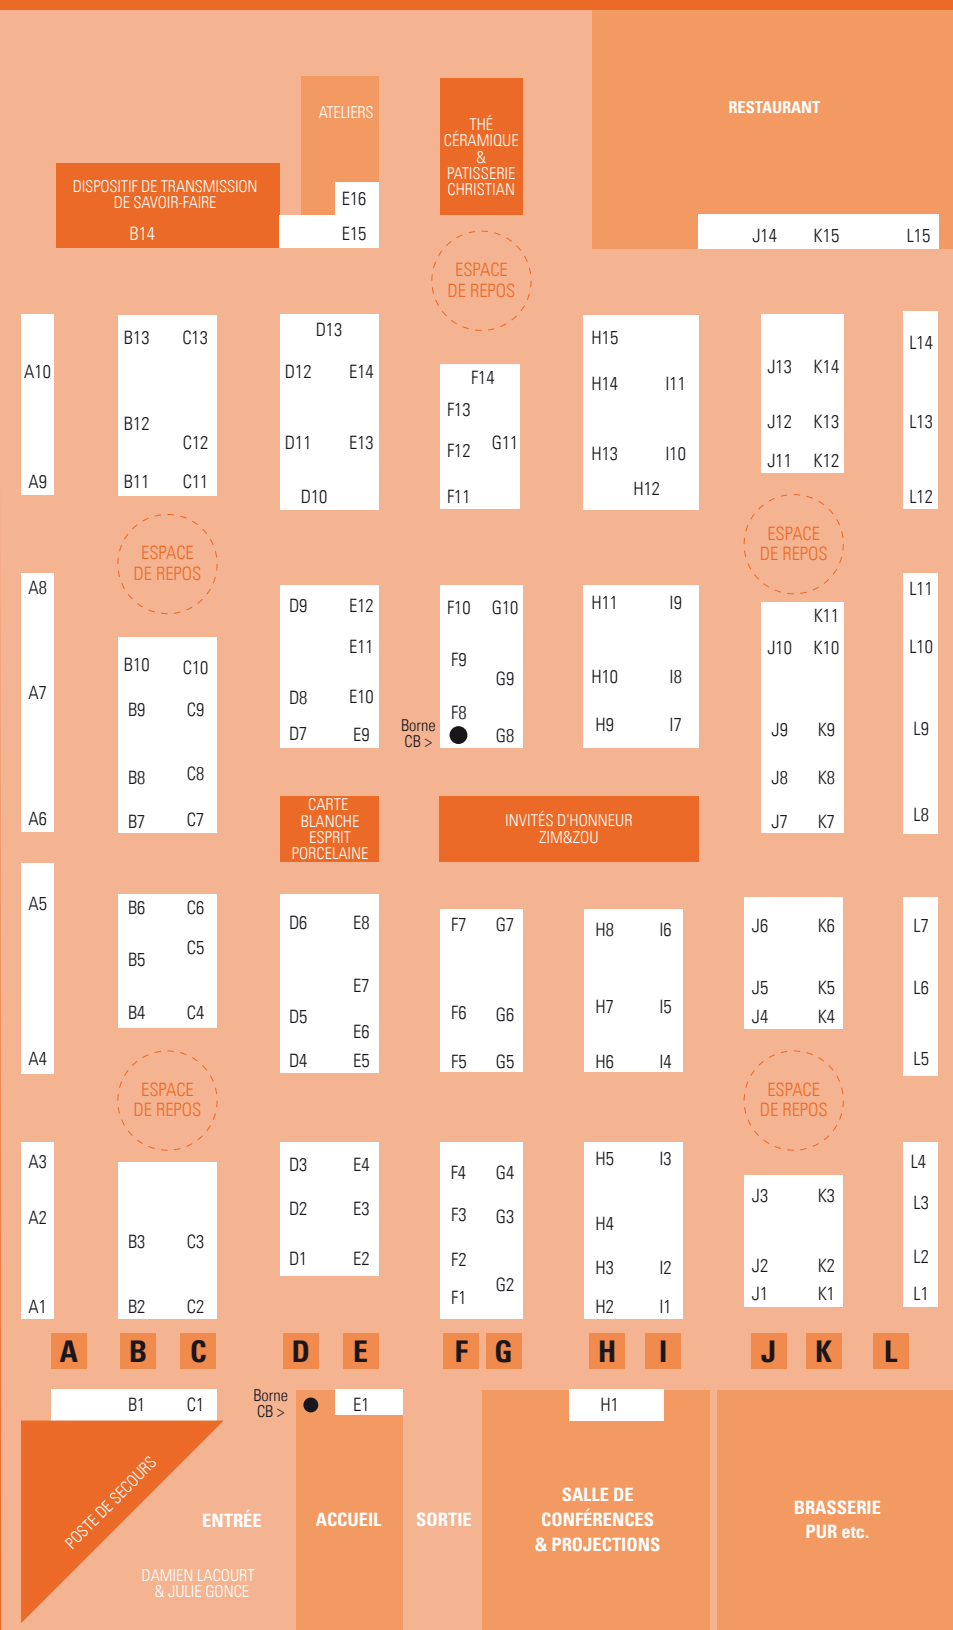 RESTAURANT
ATELIERS
THÉ
CÉRAMIQUE
&
PATISSERIE
CHRISTIAN
DISPOSITIF DE TRANSMISSION
DE SAVOIR-FAIRE
B14
E16
E15
J14 K15 L15
ESPACE
DE REPOS
B13 C13
D13
H15
L14
A10
D12 E14
F14
H14 I11
J13 K14
F13
B12
J12 K13
L13
C12
D11 E13
F12 G11
H13 I10
J11 K12
A9
B11 C11
D10
F11
H12
L12
ESPACE
DE REPOS
ESPACE
DE REPOS
A8
L11
D9 E12
F10 G10
H11 I9
K11
E11
J10 K10
L10
B10 C10
F9
G9
H10 I8
A7
D8 E10
B9 C9
F8
D7 E9
Borne
CB >
G8
H9 I7
J9 K9
L9
B8 C8
J8 K8
A6
B7 C7
J7 K7
L8
CARTE
BLANCHE
ESPRIT
PORCELAINE
INVITÉS D'HONNEUR
ZIM&ZOU
A5
B6 C6
D6 E8
F7 G7
H8 I6
J6 K6
L7
B5 C5
E7
J5 K5
L6
B4 C4
D5
E6
F6 G6
H7 I5
J4 K4
A4
D4 E5
F5 G5
H6 I4
L5
ESPACE
DE REPOS
ESPACE
DE REPOS
A3
D3 E4
F4 G4
H5 I3
L4
J3 K3
L3
A2
D2 E3
F3 G3
H4
B3 C3
D1 E2
F2
G2
H3 I2
J2 K2
L2
A1
B2 C2
F1
H2 I1
J1 K1
L1
A B C D E F G H I J K L
B1 C1
Borne
CB >
E1
H1
POSTE DE SECOURS
ENTRÉE
ACCUEIL
SORTIE
SALLE DE
CONFÉRENCES
& PROJECTIONS
BRASSERIE
PUR etc.
DAMIEN LACOURT
& JULIE GONCE